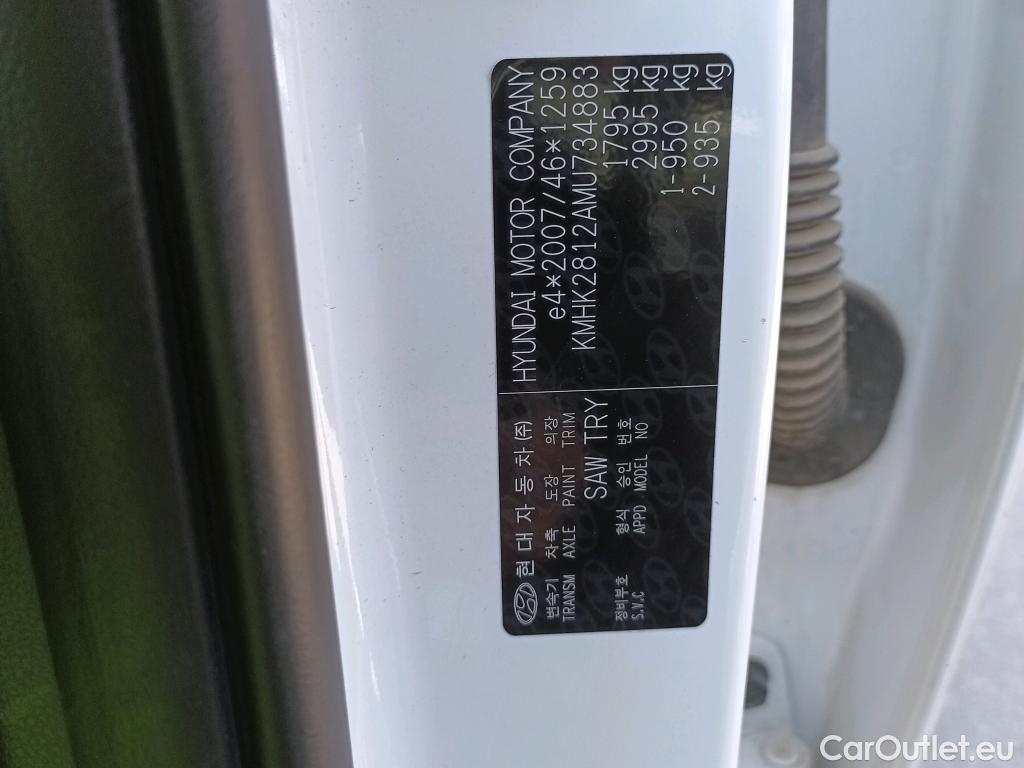 현대자동차(주) HYUNDAI MOTOR COMPANY
변속기 차축 도장 의장 e4*2007/46*1259
TRANSM AXLE PAINT TRIM KMHK2812AMU734883
SAW TRY 1795 kg
정비부호 형식 승인 번호 2995 kg
S.V.C APPD MODEL NO 1-950 kg
2-935 kg
CarOutlet.eu